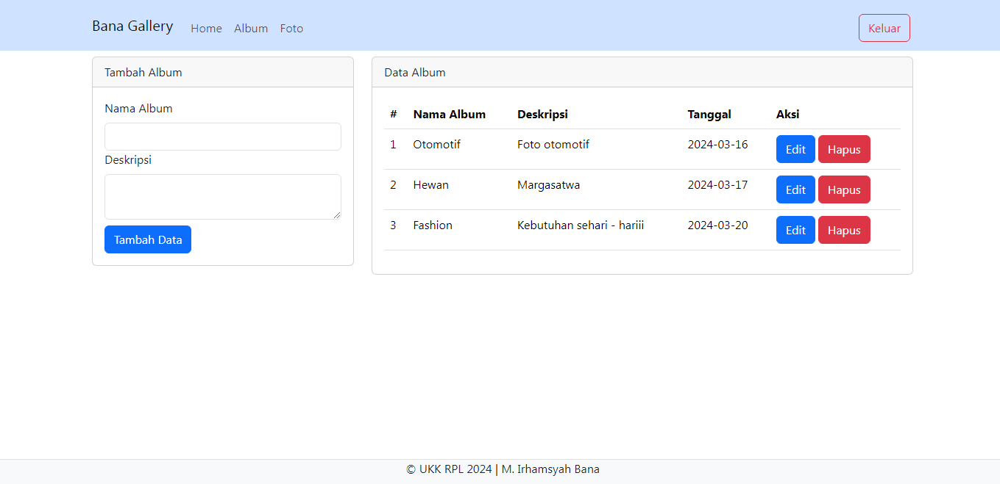 Bana Gallery Home Album Foto Keluar
Tambah Album
Nama Album
Deskripsi
Tambah Data
Data Album
# Nama Album Deskripsi Tanggal Aksi
1 Otomotif Foto otomotif 2024-03-16 Edit Hapus
2 Hewan Margasatwa 2024-03-17 Edit Hapus
3 Fashion Kebutuhan sehari - hariii 2024-03-20 Edit Hapus
© UKK RPL 2024 | M. Irhamsyah Bana